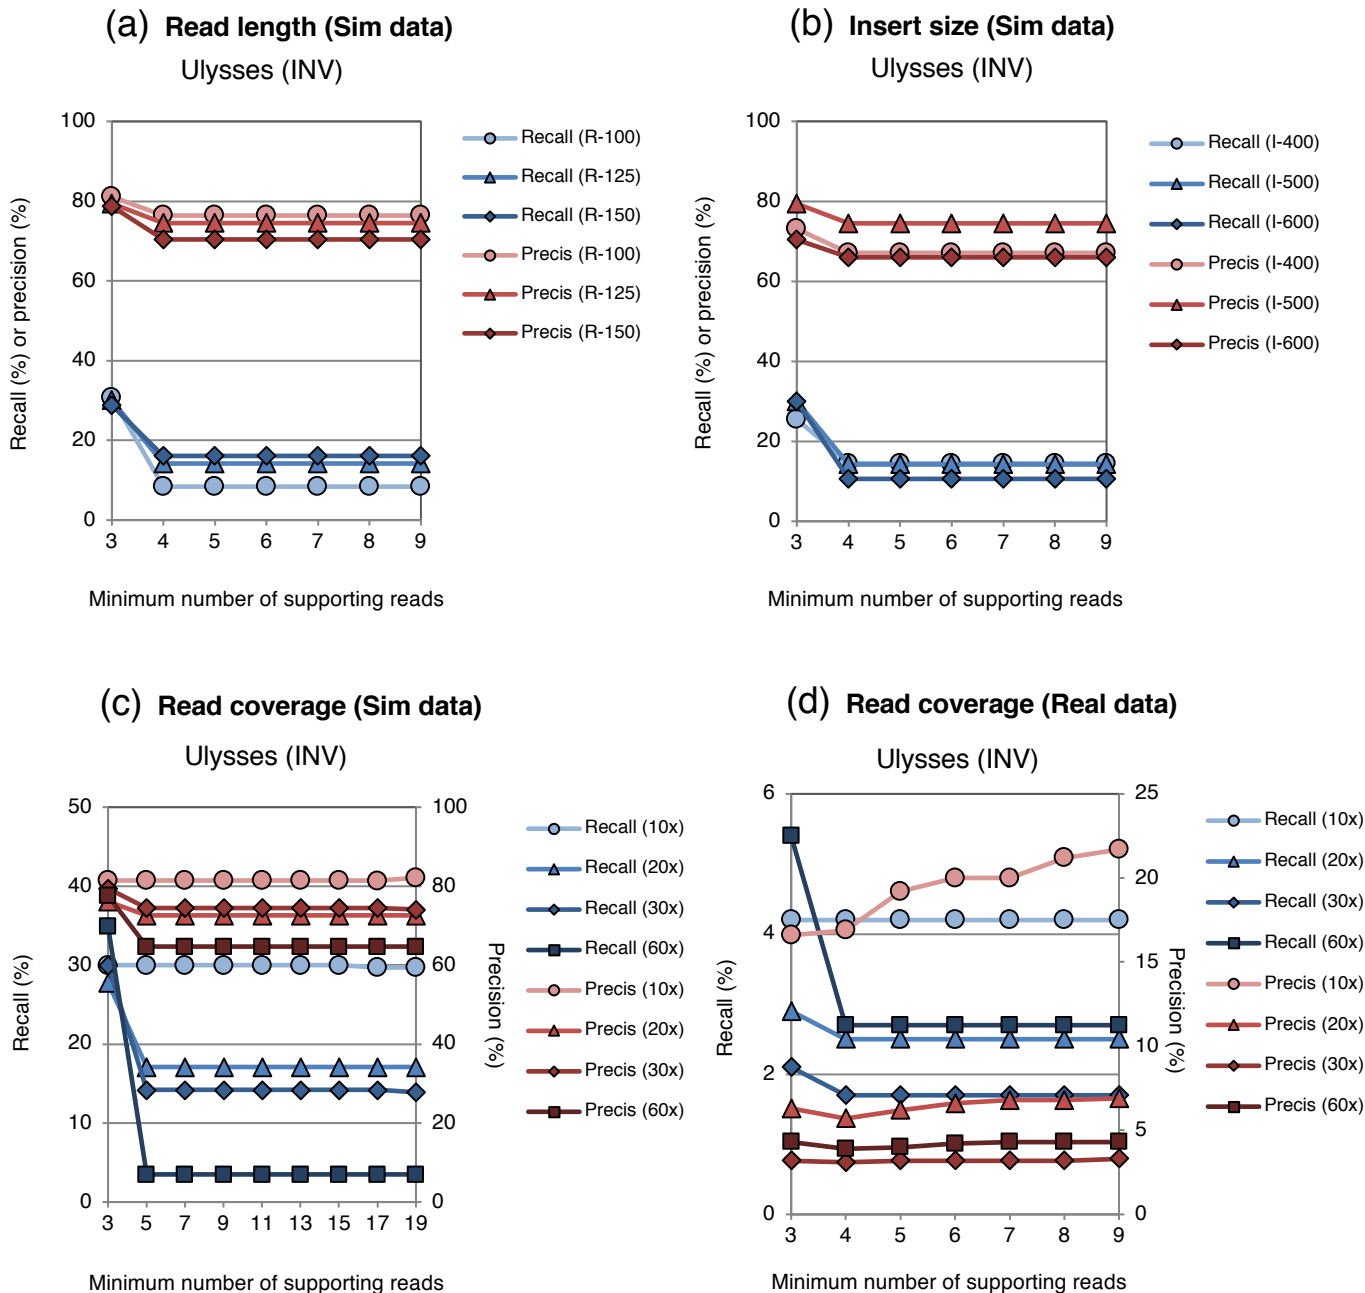 (a) Read length (Sim data)
Ulysses (INV)
100
80
60
40
20
0
3 4 5 6 7 8 9
Recall (%) or precision (%)
Minimum number of supporting reads
Recall (R-100)
Recall (R-125)
Recall (R-150)
Precis (R-100)
Precis (R-125)
Precis (R-150)
(b) Insert size (Sim data)
Ulysses (INV)
100
80
60
40
20
0
3 4 5 6 7 8 9
Recall (%) or precision (%)
Minimum number of supporting reads
Recall (I-400)
Recall (I-500)
Recall (I-600)
Precis (I-400)
Precis (I-500)
Precis (I-600)
(c) Read coverage (Sim data)
Ulysses (INV)
50
40
30
20
10
0
100
80
60
40
20
0
3 5 7 9 11 13 15 17 19
Recall (%)
Precision (%)
Minimum number of supporting reads
Recall (10x)
Recall (20x)
Recall (30x)
Recall (60x)
Precis (10x)
Precis (20x)
Precis (30x)
Precis (60x)
(d) Read coverage (Real data)
Ulysses (INV)
6
4
2
0
25
20
15
10
5
0
3 4 5 6 7 8 9
Recall (%)
Precision (%)
Minimum number of supporting reads
Recall (10x)
Recall (20x)
Recall (30x)
Recall (60x)
Precis (10x)
Precis (20x)
Precis (30x)
Precis (60x)